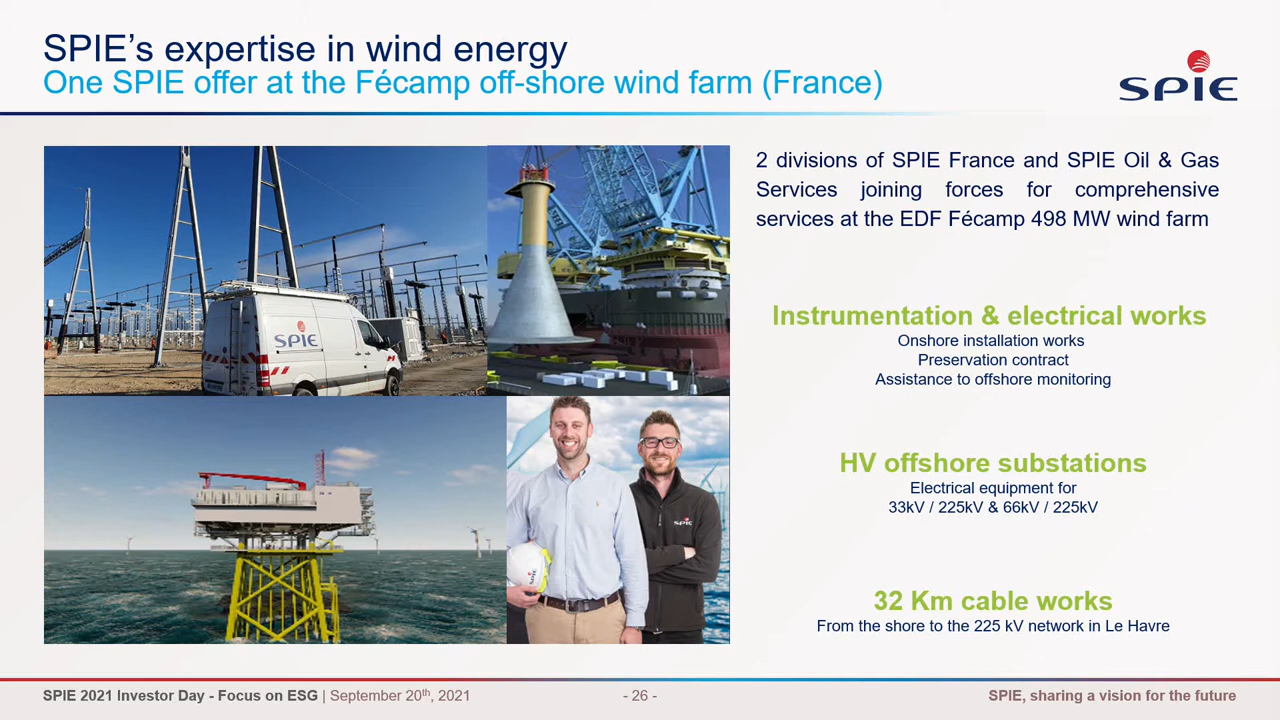 SPIE’s expertise in wind energy
One SPIE offer at the Fécamp off-shore wind farm (France)
SPIE
2 divisions of SPIE France and SPIE Oil & Gas
Services joining forces for comprehensive
services at the EDF Fécamp 498 MW wind farm
SPIE
Instrumentation & electrical works
Onshore installation works
Preservation contract
Assistance to offshore monitoring
HV offshore substations
Electrical equipment for
33kV / 225kV & 66kV / 225kV
SPIE
SPIE
32 Km cable works
From the shore to the 225 kV network in Le Havre
SPIE 2021 Investor Day - Focus on ESG | September 20th, 2021
- 26 -
SPIE, sharing a vision for the future